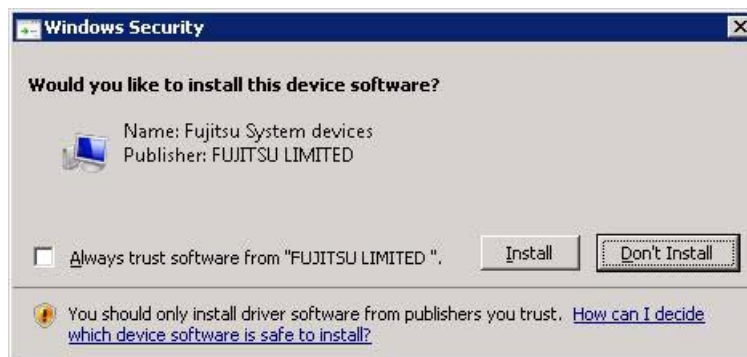 Windows Security
Would you like to install this device software?
Name: Fujitsu System devices
Publisher: FUJITSU LIMITED
Always trust software from "FUJITSU LIMITED ".
Install
Don't Install
You should only install driver software from publishers you trust. How can I decide
which device software is safe to install?